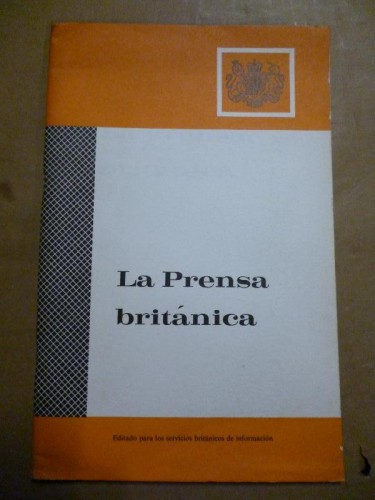 La Prensa
británica
Editado para los servicios británicos de información